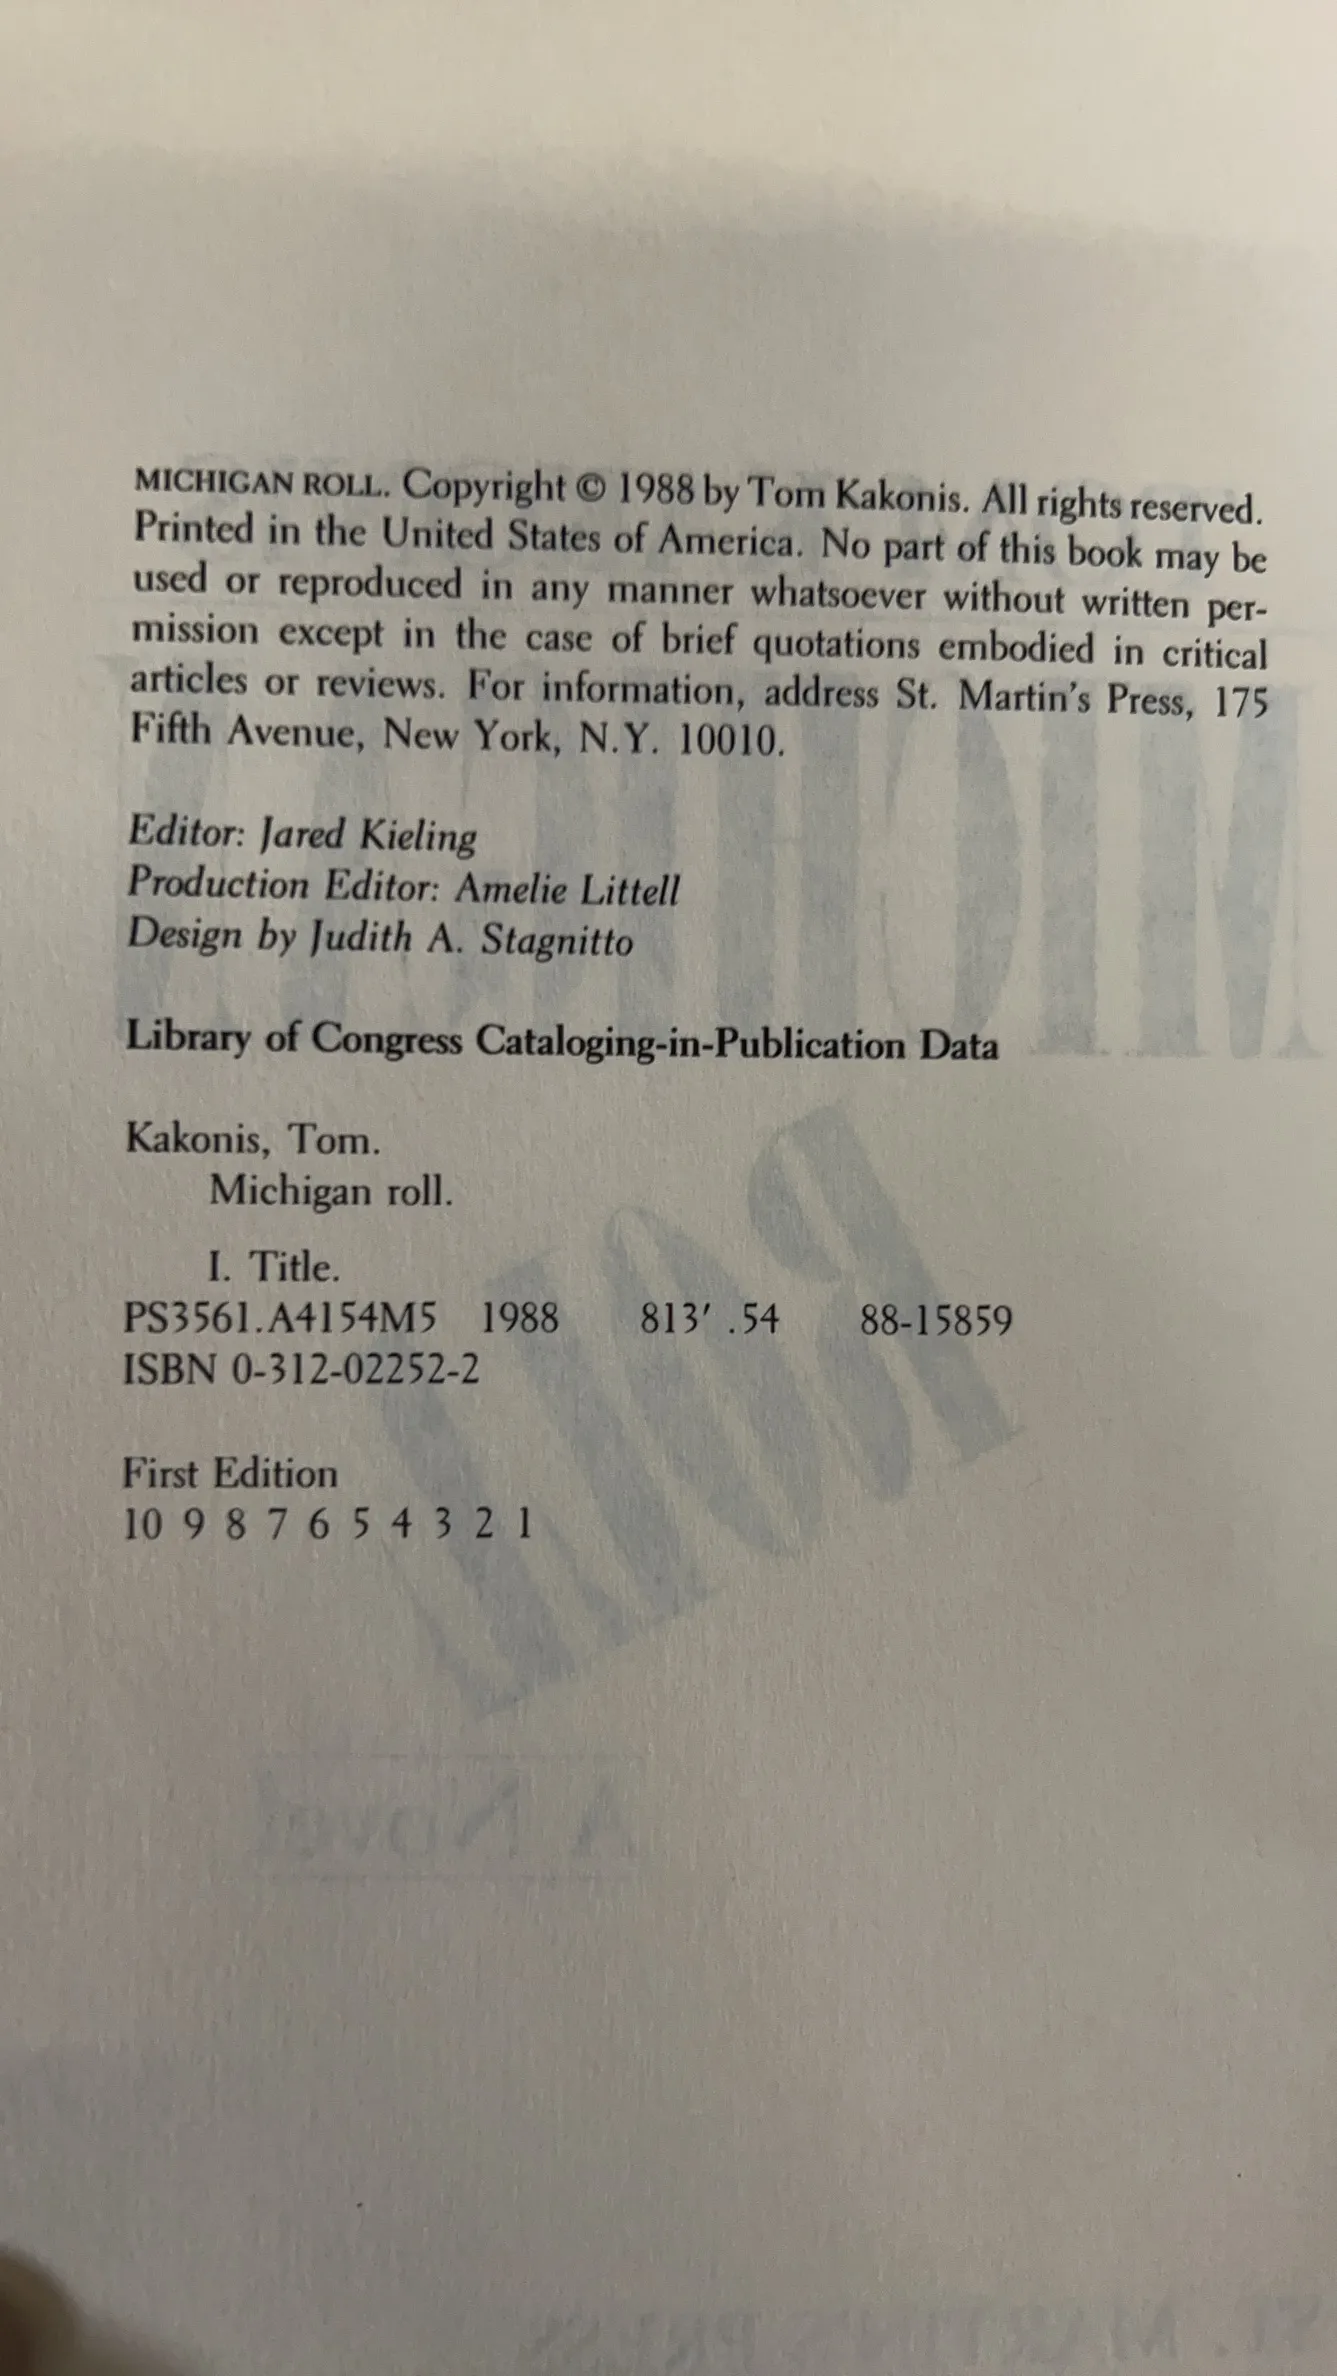 MICHIGAN ROLL. Copyright © 1988 by Tom Kakonis. All rights reserved.
Printed in the United States of America. No part of this book may be
used or reproduced in any manner whatsoever without written per-
mission except in the case of brief quotations embodied in critical
articles or reviews. For information, address St. Martin's Press, 175
Fifth Avenue, New York, N.Y. 10010.
Editor: Jared Kieling
Production Editor: Amelie Littell
Design by Judith A. Stagnitto
Library of Congress Cataloging-in-Publication Data
Kakonis, Tom.
Michigan roll.
I. Title.
PS3561.A4154M5 1988 813′ .54 88-15859
ISBN 0-312-02252-2
First Edition
10 9 8 7 6 5 4 3 2 1